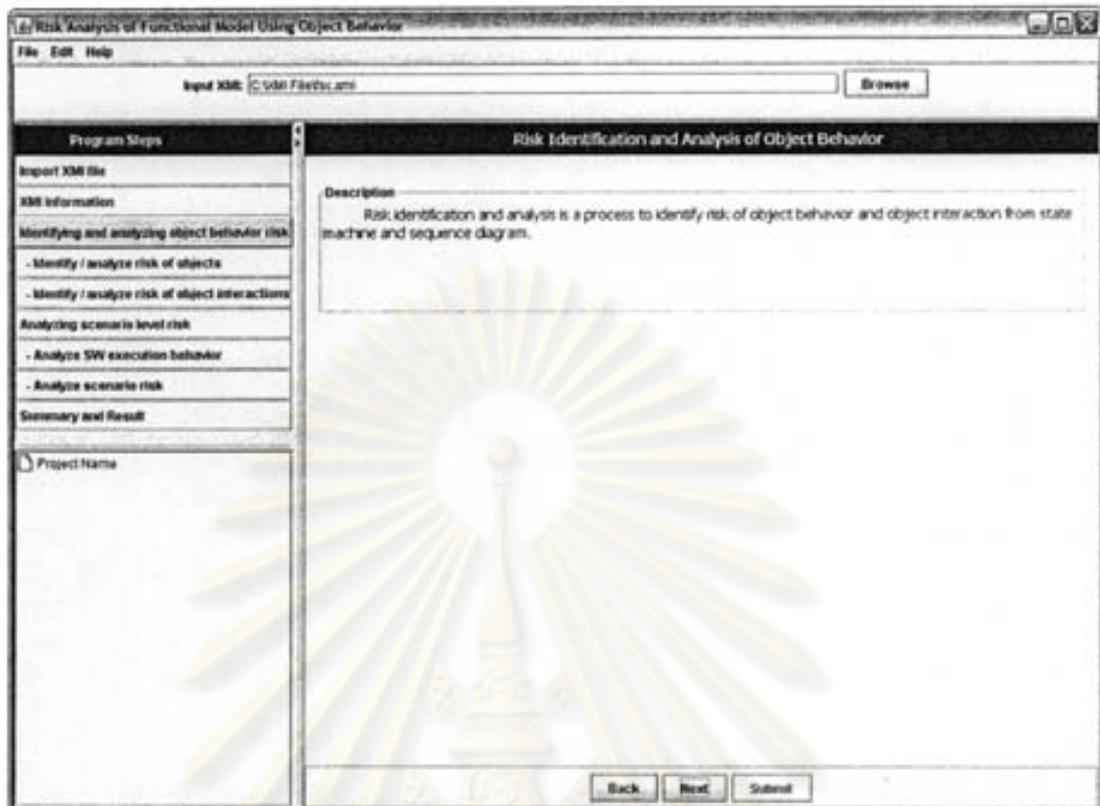 Risk Analysis of Functional Model Using Object Behavior
File Edit Help
Input XMI: Browse
Program Steps
Import XMI file
XMI Information
Identifying and analyzing object behavior risk
- Identify / analyze risk of objects
- Identify / analyze risk of object interactions
Analyzing scenario level risk
- Analyze SW execution behavior
- Analyze scenario risk
Summary and Result
Project Name
Risk Identification and Analysis of Object Behavior
Description
Risk identification and analysis is a process to identify risk of object behavior and object interaction from state
machine and sequence diagram.
Back Next Submit